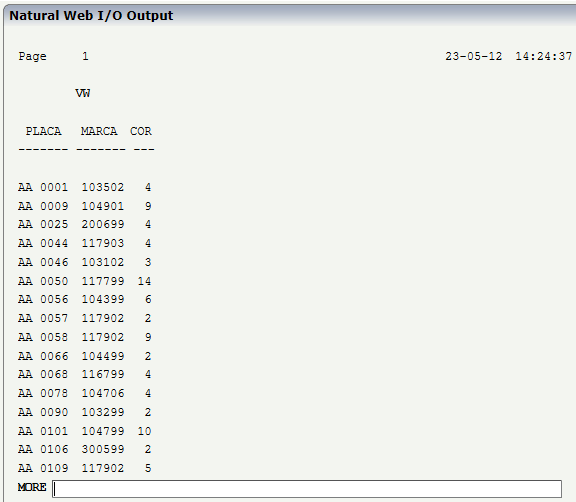 Natural Web I/O Output
Page 1 23-05-12 14:24:37
VW
PLACA MARCA COR
------- ------- ---
AA 0001 103502 4
AA 0009 104901 9
AA 0025 200699 4
AA 0044 117903 4
AA 0046 103102 3
AA 0050 117799 14
AA 0056 104399 6
AA 0057 117902 2
AA 0058 117902 9
AA 0066 104499 2
AA 0068 116799 4
AA 0078 104706 4
AA 0090 103299 2
AA 0101 104799 10
AA 0106 300599 2
AA 0109 117902 5
MORE